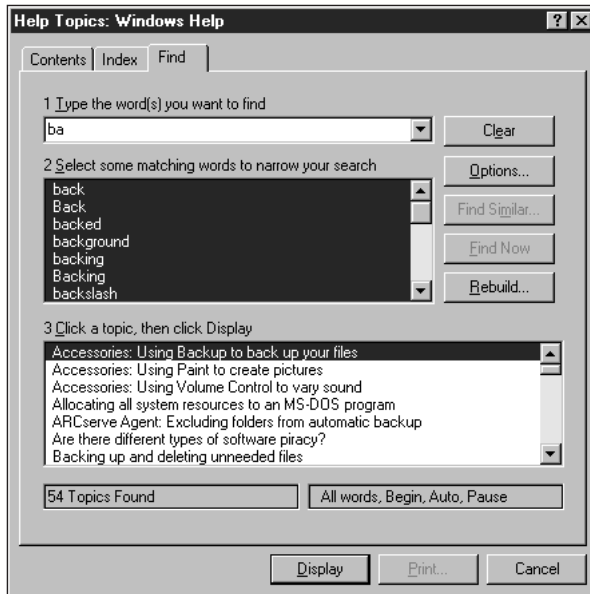 Help Topics: Windows Help
Contents Index Find
1 Type the word(s) you want to find
ba
Clear
2 Select some matching words to narrow your search
Options...
back
Back
backed
background
backing
Backing
backslash
Find Similar...
Find Now
Rebuild...
3 Click a topic, then click Display
Accessories: Using Backup to back up your files
Accessories: Using Paint to create pictures
Accessories: Using Volume Control to vary sound
Allocating all system resources to an MS-DOS program
ARCserve Agent: Excluding folders from automatic backup
Are there different types of software piracy?
Backing up and deleting unneeded files
54 Topics Found
All words, Begin, Auto, Pause
Display Print... Cancel